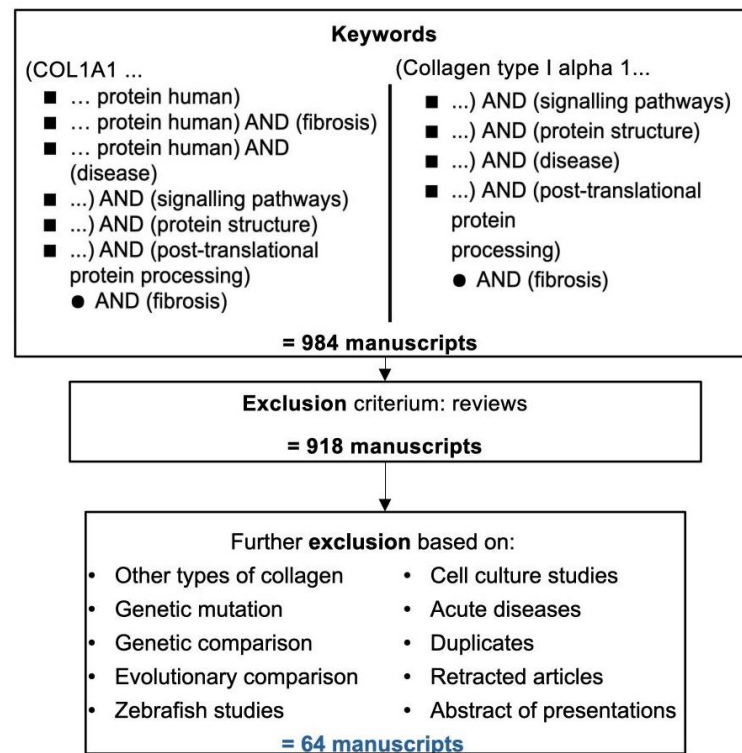 Keywords
(COL1A1 ...
■ ... protein human)
■ ... protein human) AND (fibrosis)
■ ... protein human) AND
(disease)
■ ...) AND (signalling pathways)
■ ...) AND (protein structure)
■ ...) AND (post-translational
protein processing)
● AND (fibrosis)
(Collagen type I alpha 1...
■ ...) AND (signalling pathways)
■ ...) AND (protein structure)
■ ...) AND (disease)
■ ...) AND (post-translational
protein
processing)
● AND (fibrosis)
= 984 manuscripts
Exclusion criterium: reviews
= 918 manuscripts
Further exclusion based on:
• Other types of collagen
• Genetic mutation
• Genetic comparison
• Evolutionary comparison
• Zebrafish studies
• Cell culture studies
• Acute diseases
• Duplicates
• Retracted articles
• Abstract of presentations
= 64 manuscripts